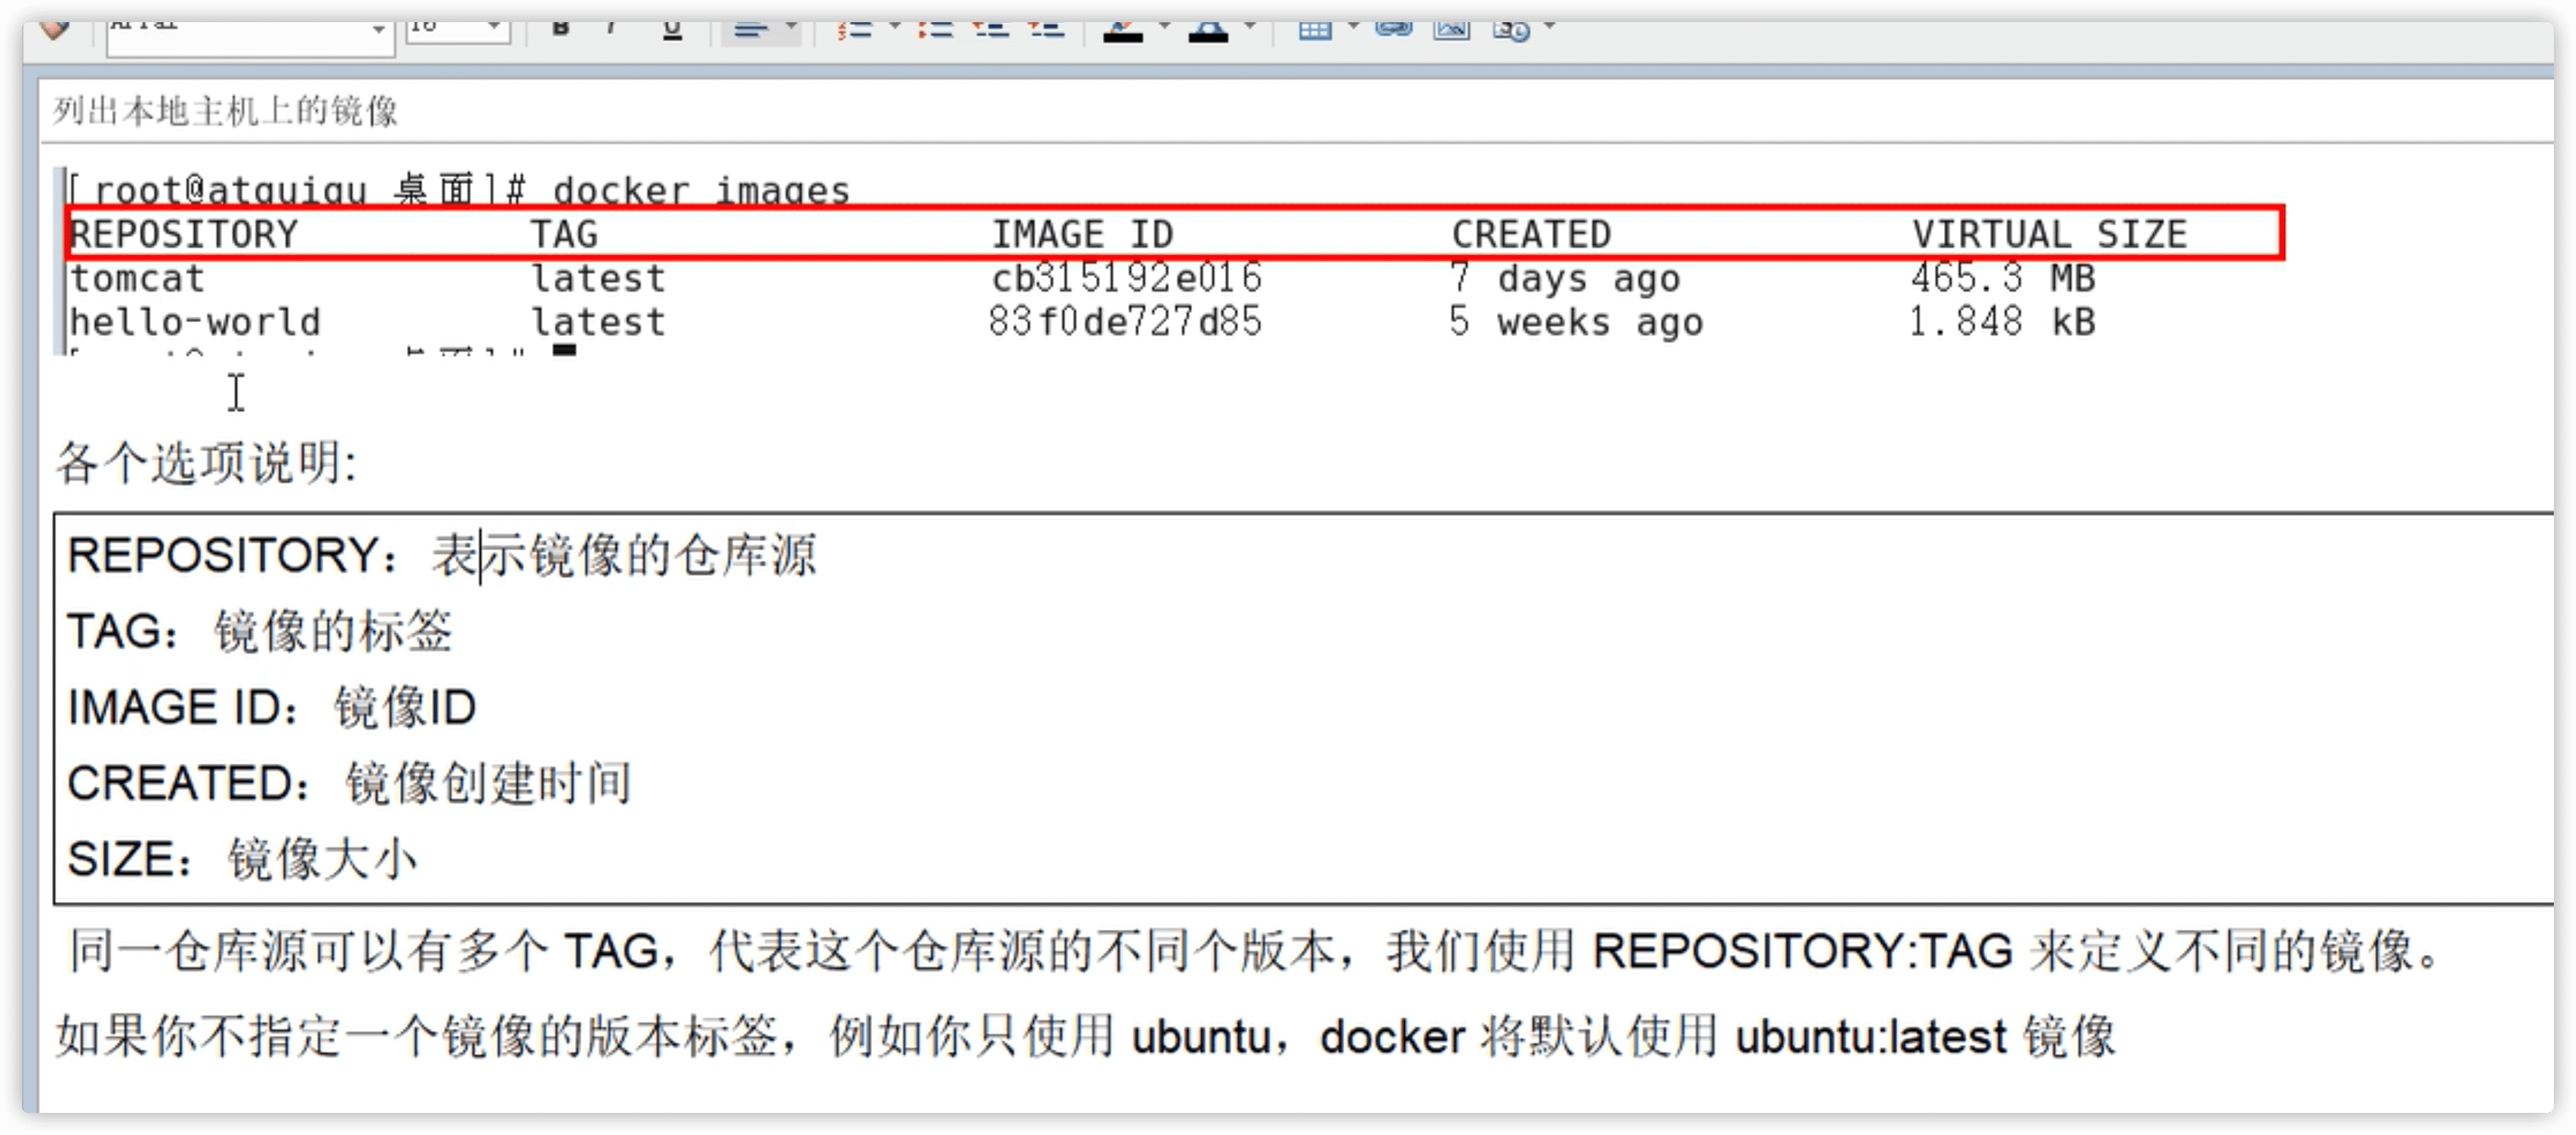 B I U
列出本地主机上的镜像
[root@atguigu 桌面]# docker images
REPOSITORY TAG IMAGE ID CREATED VIRTUAL SIZE
tomcat latest cb315192e016 7 days ago 465.3 MB
hello-world latest 83f0de727d85 5 weeks ago 1.848 kB
各个选项说明:
REPOSITORY：表示镜像的仓库源
TAG：镜像的标签
IMAGE ID：镜像ID
CREATED：镜像创建时间
SIZE：镜像大小
同一仓库源可以有多个 TAG，代表这个仓库源的不同个版本，我们使用 REPOSITORY:TAG 来定义不同的镜像。
如果你不指定一个镜像的版本标签，例如你只使用 ubuntu，docker 将默认使用 ubuntu:latest 镜像